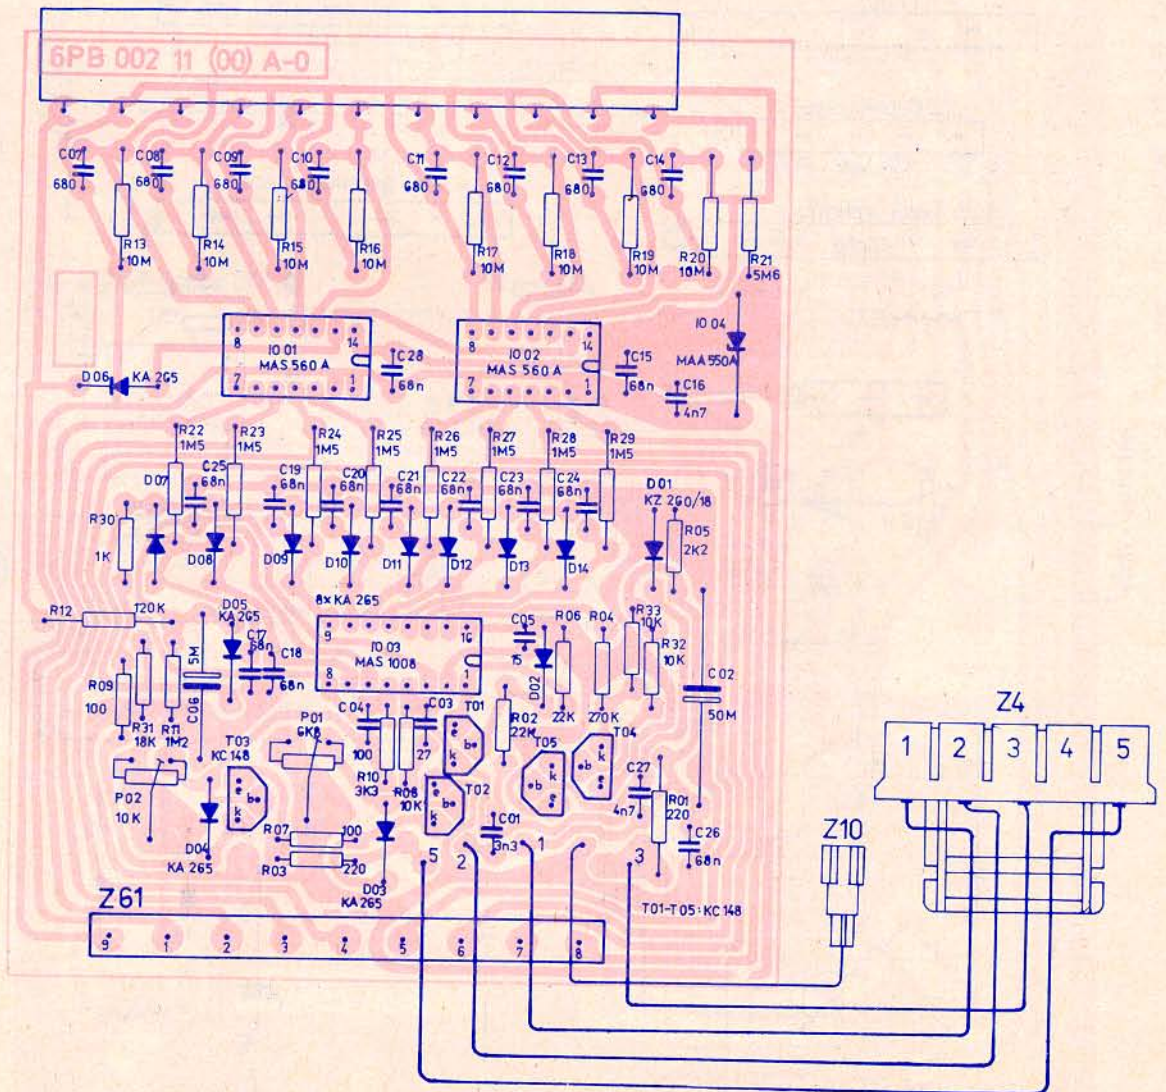 6PB 002 11 (00) A-0
C07 680 C08 680 C09 680 C10 680 C11 680 C12 680 C13 680 C14 680
R13 10M R14 10M R15 10M R16 10M R17 10M R18 10M R19 10M R20 10M R21 5M6
8 14 IO 01 MAS 560 A 7 1
C28 68n
8 14 IO 02 MAS 560 A 7 1
C15 68n
C16 4n7
IO 04 MAA 550A
D06 KA 265
R22 1M5 R23 1M5 R24 1M5 R25 1M5 R26 1M5 R27 1M5 R28 1M5 R29 1M5
D07 C25 68n C19 68n C20 68n C21 68n C22 68n C23 68n C24 68n
D01 KZ 260/18
R05 2K2
R30 1K
D08 D09 D10 D11 D12 D13 D14
8x KA 265
R12 120K
5M C06
D05 KA 265
C17 68n
C18 68n
9 16 IO 03 MAS 1008 8 1
C05 15
D02
R06 22K
R04 270K
R33 10K
R32 10K
C02 50M
R09 100
R31 18K
R11 1M2
P02 10K
T03 KC 148
e b k
P01 6K8
C04 100
R10 3K3
R08 10K
C03 27
T01
e b k
T02
e b k
R02 22K
T05
b k e
T04
b k e
C27 4n7
R01 220
C26 68n
D04 KA 265
R07 100
R03 220
D03 KA 265
C01 3n3
5 2 1 3
T01-T05: KC 148
Z61
9 1 2 3 4 5 6 7 8
Z10
Z4
1 2 3 4 5